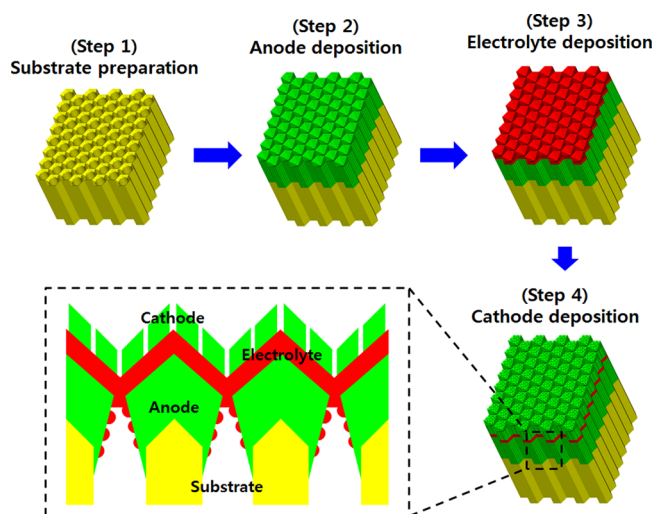 (Step 1)
Substrate preparation
(Step 2)
Anode deposition
(Step 3)
Electrolyte deposition
(Step 4)
Cathode deposition
Cathode
Electrolyte
Anode
Substrate